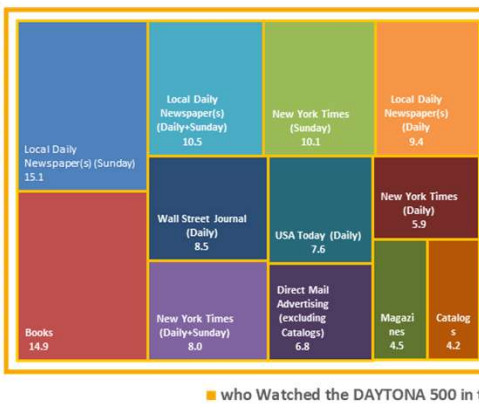 Local Daily
Newspaper(s) (Sunday)
15.1
Books
14.9
Local Daily
Newspaper(s)
(Daily+Sunday)
10.5
Wall Street Journal
(Daily)
8.5
New York Times
(Daily+Sunday)
8.0
New York Times
(Sunday)
10.1
USA Today (Daily)
7.6
Direct Mail
Advertising
(excluding
Catalogs)
6.8
Local Daily
Newspaper(s)
(Daily
9.4
New York Times
(Daily)
5.9
Magazi
nes
4.5
Catalog
s
4.2
who Watched the DAYTONA 500 in